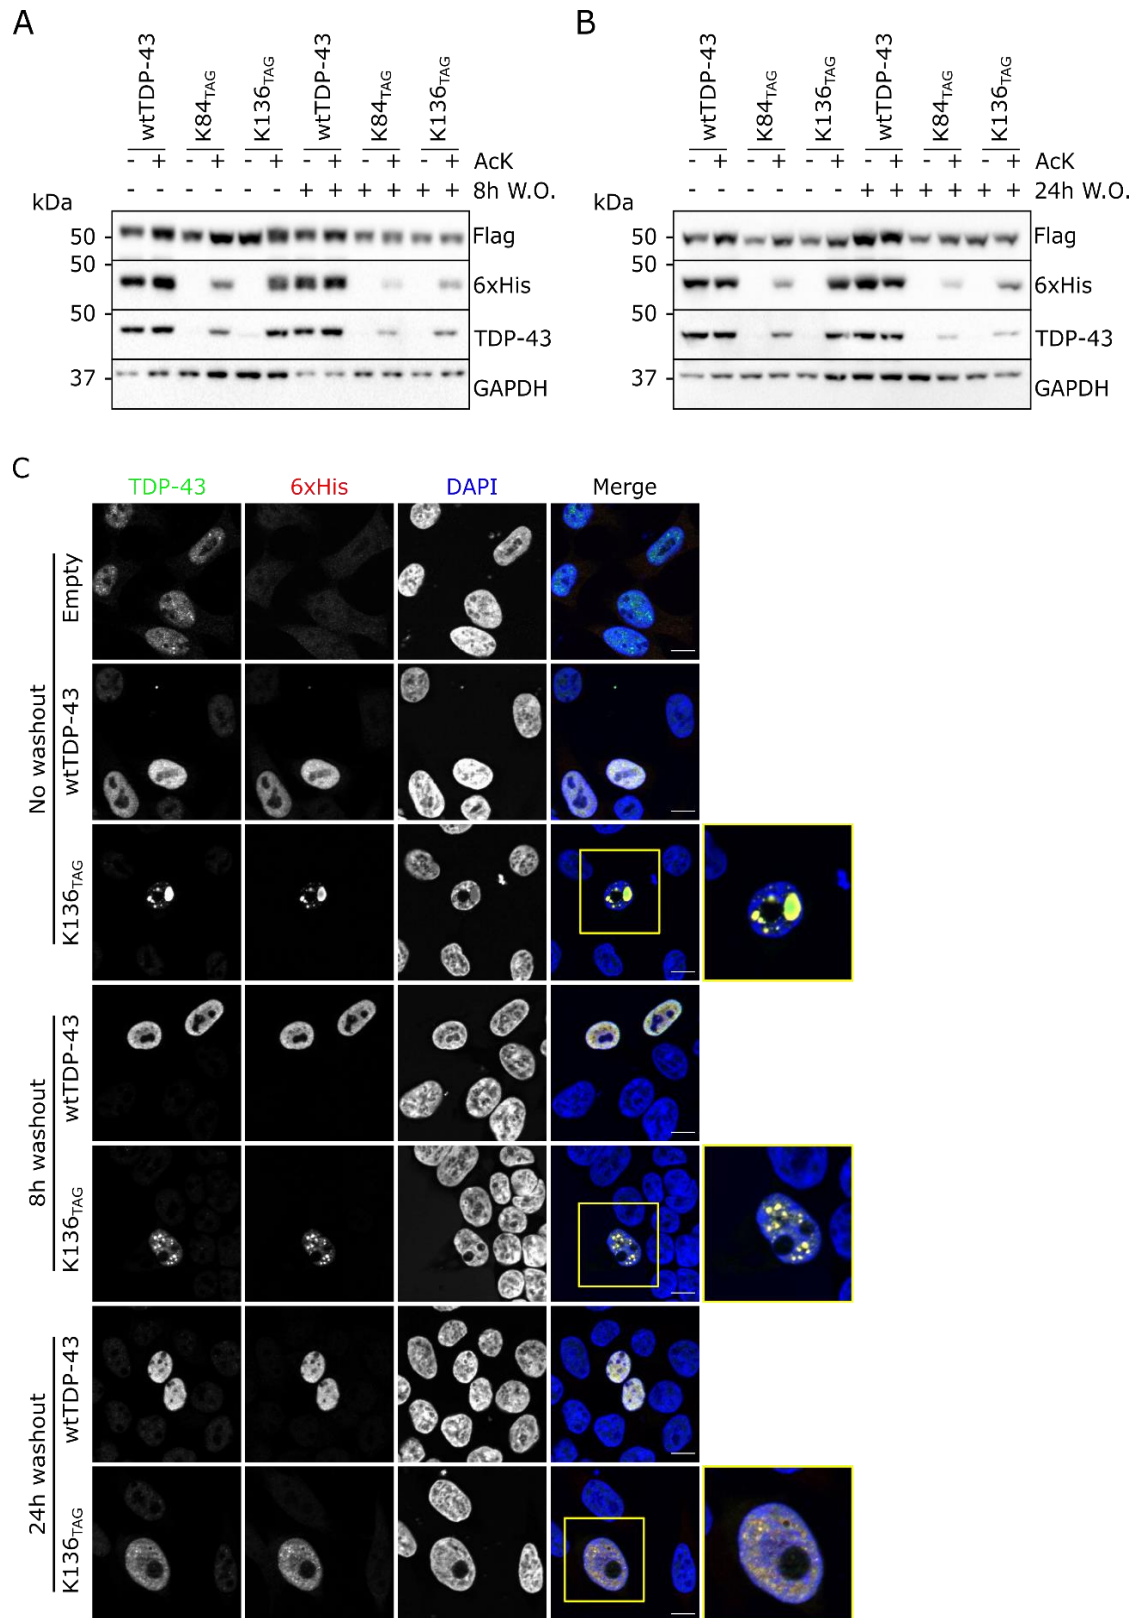 A
wtTDP-43 K84TAG K136TAG wtTDP-43 K84TAG K136TAG
- + - + - + - + - + - + AcK
- - - - - - + + + + + + 8h W.O.
kDa
50 Flag
50 6xHis
50 TDP-43
37 GAPDH
B
wtTDP-43 K84TAG K136TAG wtTDP-43 K84TAG K136TAG
- + - + - + - + - + - + AcK
- - - - - - + + + + + + 24h W.O.
kDa
50 Flag
50 6xHis
50 TDP-43
37 GAPDH
C
TDP-43 6xHis DAPI Merge
No washout
Empty
wtTDP-43
K136TAG
8h washout
wtTDP-43
K136TAG
24h washout
wtTDP-43
K136TAG